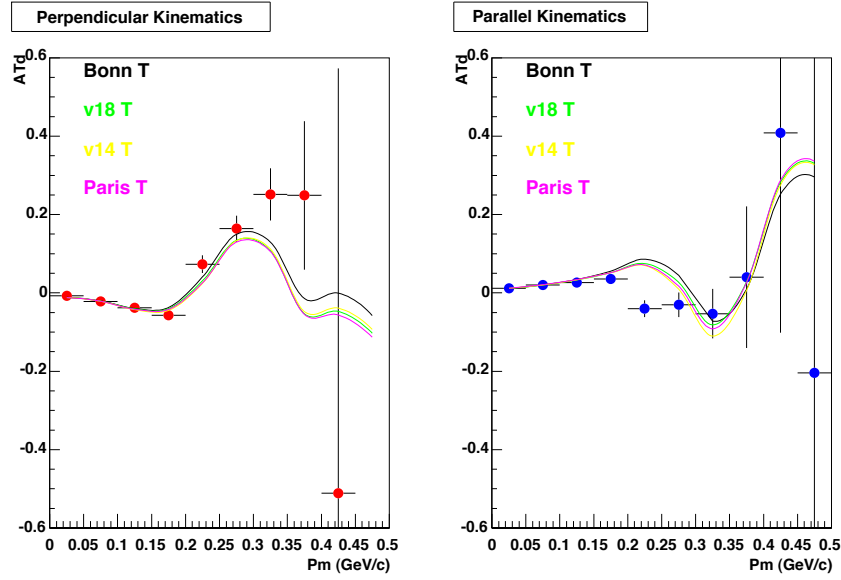 Perpendicular Kinematics
ATd
0.6
0.4
0.2
0
-0.2
-0.4
-0.6
Bonn T
v18 T
v14 T
Paris T
0 0.05 0.1 0.15 0.2 0.25 0.3 0.35 0.4 0.45 0.5
Pm (GeV/c)
Parallel Kinematics
ATd
0.6
0.4
0.2
0
-0.2
-0.4
-0.6
Bonn T
v18 T
v14 T
Paris T
0 0.05 0.1 0.15 0.2 0.25 0.3 0.35 0.4 0.45 0.5
Pm (GeV/c)